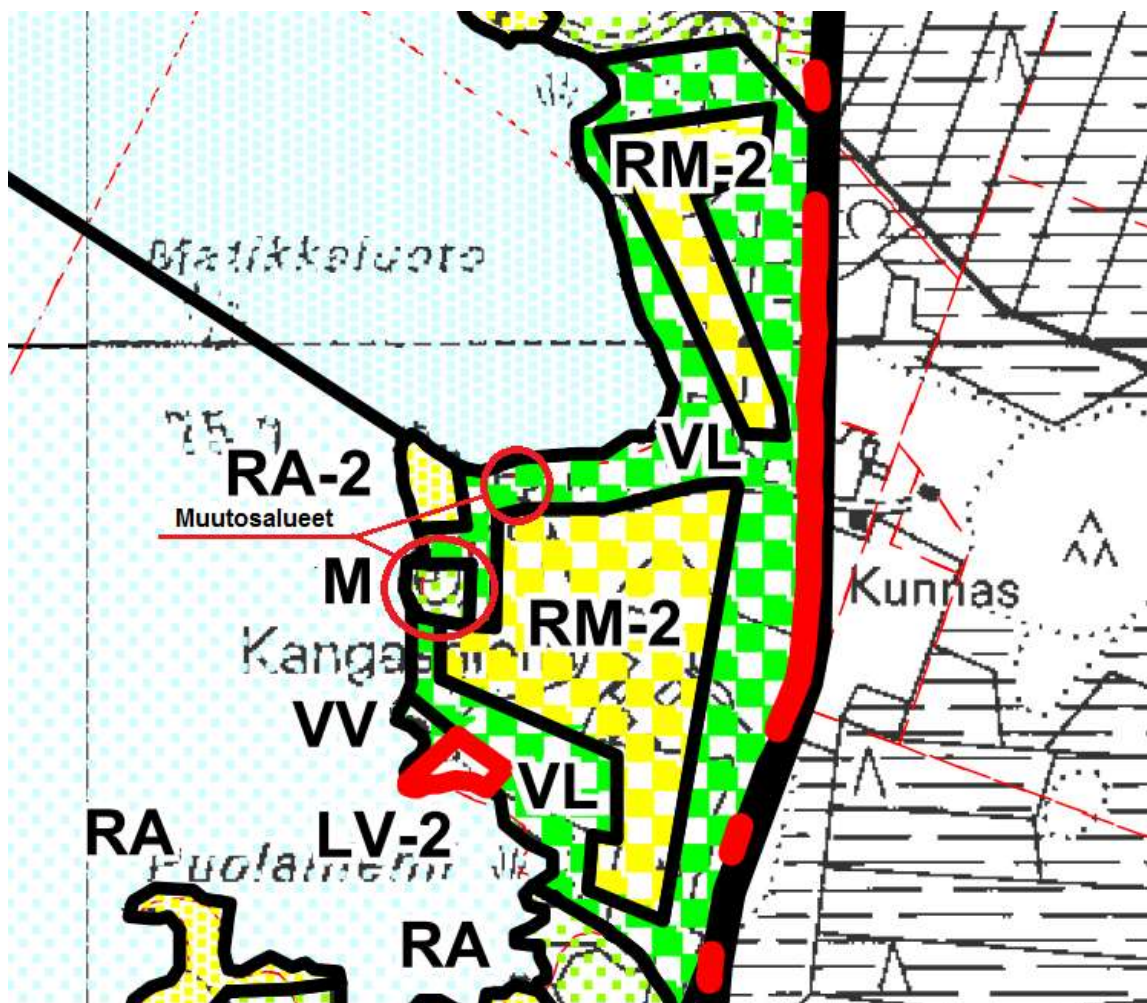 RM-2
Matikkaluoto
VL
RA-2
Muutosalueet
M
Kunnas
RM-2
VV
VL
RA
LV-2
RA